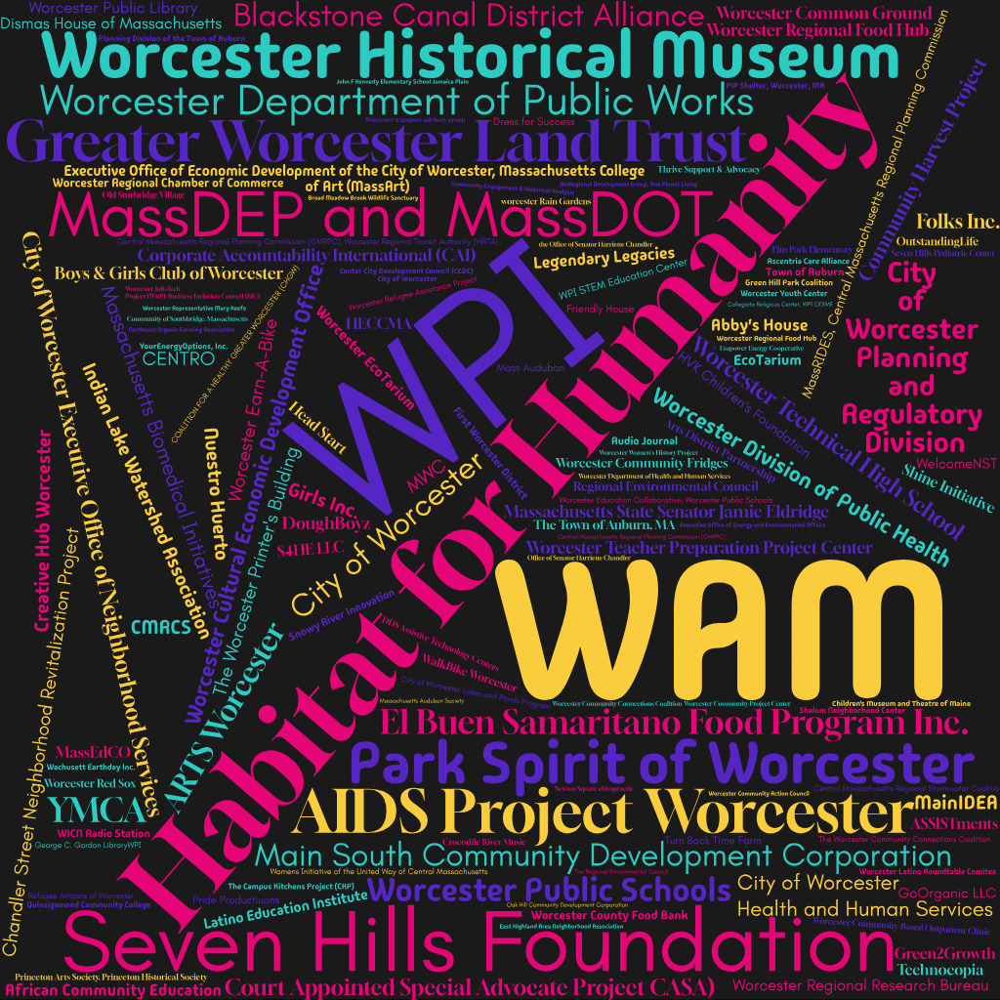 Worcester Public Library
Dismas House of Massachusetts
Planning Division of the Town of Auburn
Blackstone Canal District Alliance
Worcester Common Ground
Worcester Regional Food Hub
Worcester Historical Museum
John F Kennedy Elementary School Jamaica Plain
PIP Shelter, Worcester, MA
Worcester Department of Public Works
Worcester transport advisory group
Dress for Success
Greater Worcester Land Trust
Executive Office of Economic Development of the City of Worcester, Massachusetts College
of Art (MassArt)
Thrive Support & Advocacy
Worcester Regional Chamber of Commerce
Old Sturbridge Village
Broad Meadow Brook Wildlife Sanctuary
Community Engagement & Historical Analysis
BioRegional Development Group, One Planet Living
worcester Rain Gardens
MassDEP and MassDOT
Central Massachusetts Regional Planning Commission (CMRPC), Worcester Regional Transit Authority (WRTA)
the Office of Senator Harriette Chandler
Corporate Accountability International (CAI)
Legendary Legacies
Boys & Girls Club of Worcester
Center City Development Council (CCDC)
City of Worcester
WPI STEM Education Center
Worcester Refugee Assistance Project
Friendly House
Worcester InfoTech
Project (WIP), Business Inclusion Council (BIC)
Worcester Representative Mary Keefe
Community of Southbridge, Massachusetts
Northeast Organic Farming Association
YourEnergyOptions, Inc.
CENTRO
COALITION FOR A HEALTHY GREATER WORCESTER (CHGW)
HECCMA
Worcester EcoTarium
WPI
Mass Audubon
First Worcester District
Habitat for Humanity
MassRIDES, Central Massachusetts Regional Planning Commission
Community Harvest Project
Folks Inc.
OutstandingLife
Seven Hills Pediatric Center
Elm Park Elementary
Ascentria Care Alliance
Town of Auburn
Green Hill Park Coalition
Worcester Youth Center
Collegiate Religious Center, WPI ODIME
Abby's House
Worcester Regional Food Hub
Empower Energy Cooperative
EcoTarium
City
of
Worcester
Planning
and
Regulatory
Division
WelcomeNST
Shine Initiative
Worcester Technical High School
HVK Children's Foundation
Worcester Division of Public Health
Arts District Partnership
Audio Journal
Worcester Women's History Project
Worcester Community Fridges
Worcester Department of Health and Human Services
Regional Environmental Council
Worcester Education Collaborative, Worcester Public Schools
Massachusetts State Senator Jamie Eldridge
The Town of Auburn, MA
Executive Office of Energy and Environmental Affairs
Central Massachusetts Regional Planning Commission (CMRPC)
Worcester Teacher Preparation Project Center
Office of Senator Harriette Chandler
City of Worcester Executive Office of Neighborhood Services
Massachusetts Biomedical Initiatives
Indian Lake Watershed Association
Nuestro Huerto
Worcester Earn-A-Bike
Worcester Cultural Economic Development Office.
The Worcester Printer's Building
Head Start
Girls Inc.
DoughBoyz
S4HE LLC
MWC
City of Worcester
Snowy River Innovation
Creative Hub Worcester
Chandler Street Neighborhood Revitalization Project
CMACS
ARTS Worcester
WAM
DDS Assistive Technology Centers
WalkBike Worcester
City of Worcester Lakes and Ponds Program
Massachusetts Audubon Society
Worcester Community Connections Coalition
Worcester Community Project Center
Children's Museum and Theatre of Maine
Shalom Neighborhood Center
El Buen Samaritano Food Program Inc.
Park Spirit of Worcester
MassEdCO
Wachusett Earthday Inc.
Worcester Red Sox
YMCA
WICN Radio Station
George C. Gordon LibraryWPI
Newton Square chiropractic
Worcester Community Action Council
Central Massachusetts Regional Stormwater Coalition
AIDS Project Worcester
MainIDEA
ASSISTments
Crocodile River Music
Turn Back Time Farm
The Worcester Community Connections Coalition
Main South Community Development Corporation
Womens Initiative of the United Way of Central Massachusetts
The Regional Environmental Council
Worcester Latino Roundtable Comitee
The Campus Kitchens Project (CKP)
Worcester Public Schools
City of Worcester
Health and Human Services
GoOrganic LLC
Refugee Artisans of Worcester
Quinsigamond Community College
Pride Productiuons
Latino Education Institute
Oak Hill Community Development Corporation
Worcester County Food Bank
East Highland Area Neighborhood Association
Worcester Community-Based Outpatient Clinic
Seven Hills Foundation
Green2Growth
Technocopia
Princeton Arts Society, Princeton Historical Society
African Community Education
Court Appointed Special Advocate Project CASA)
Worcester Regional Research Bureau